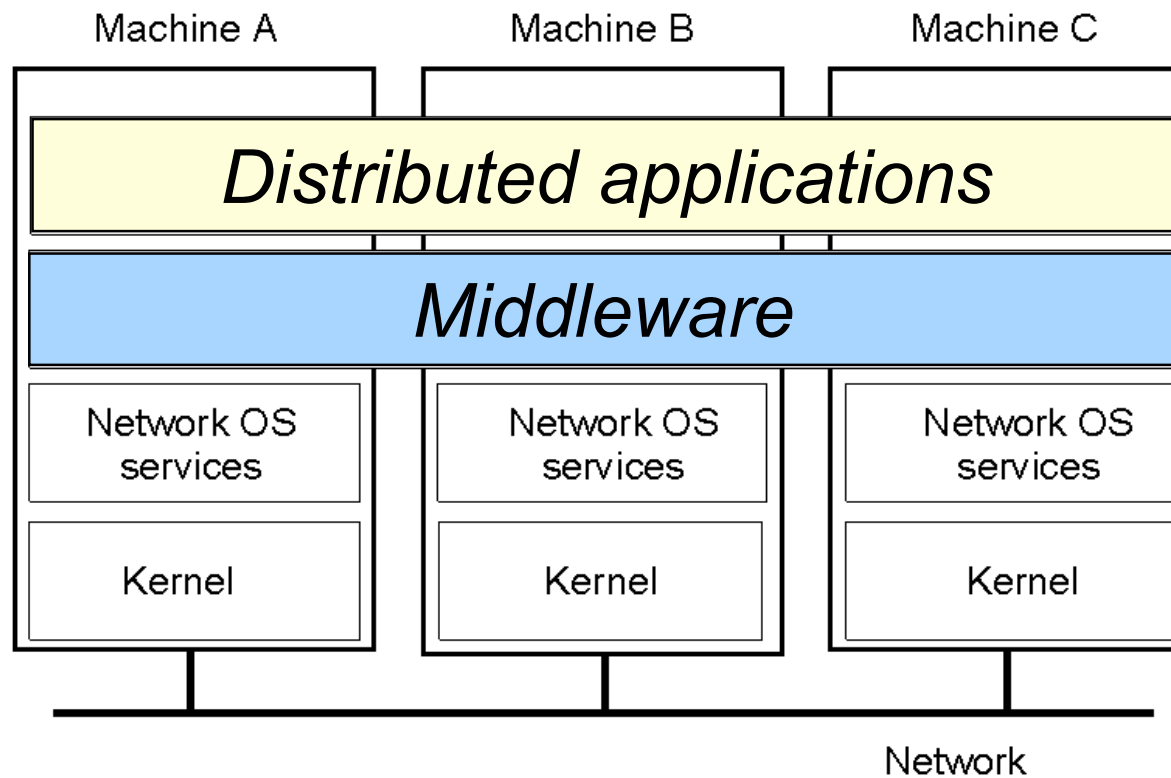 Machine A
Machine B
Machine C
Distributed applications
Middleware
Network OS
services
Network OS
services
Network OS
services
Kernel
Kernel
Kernel
Network